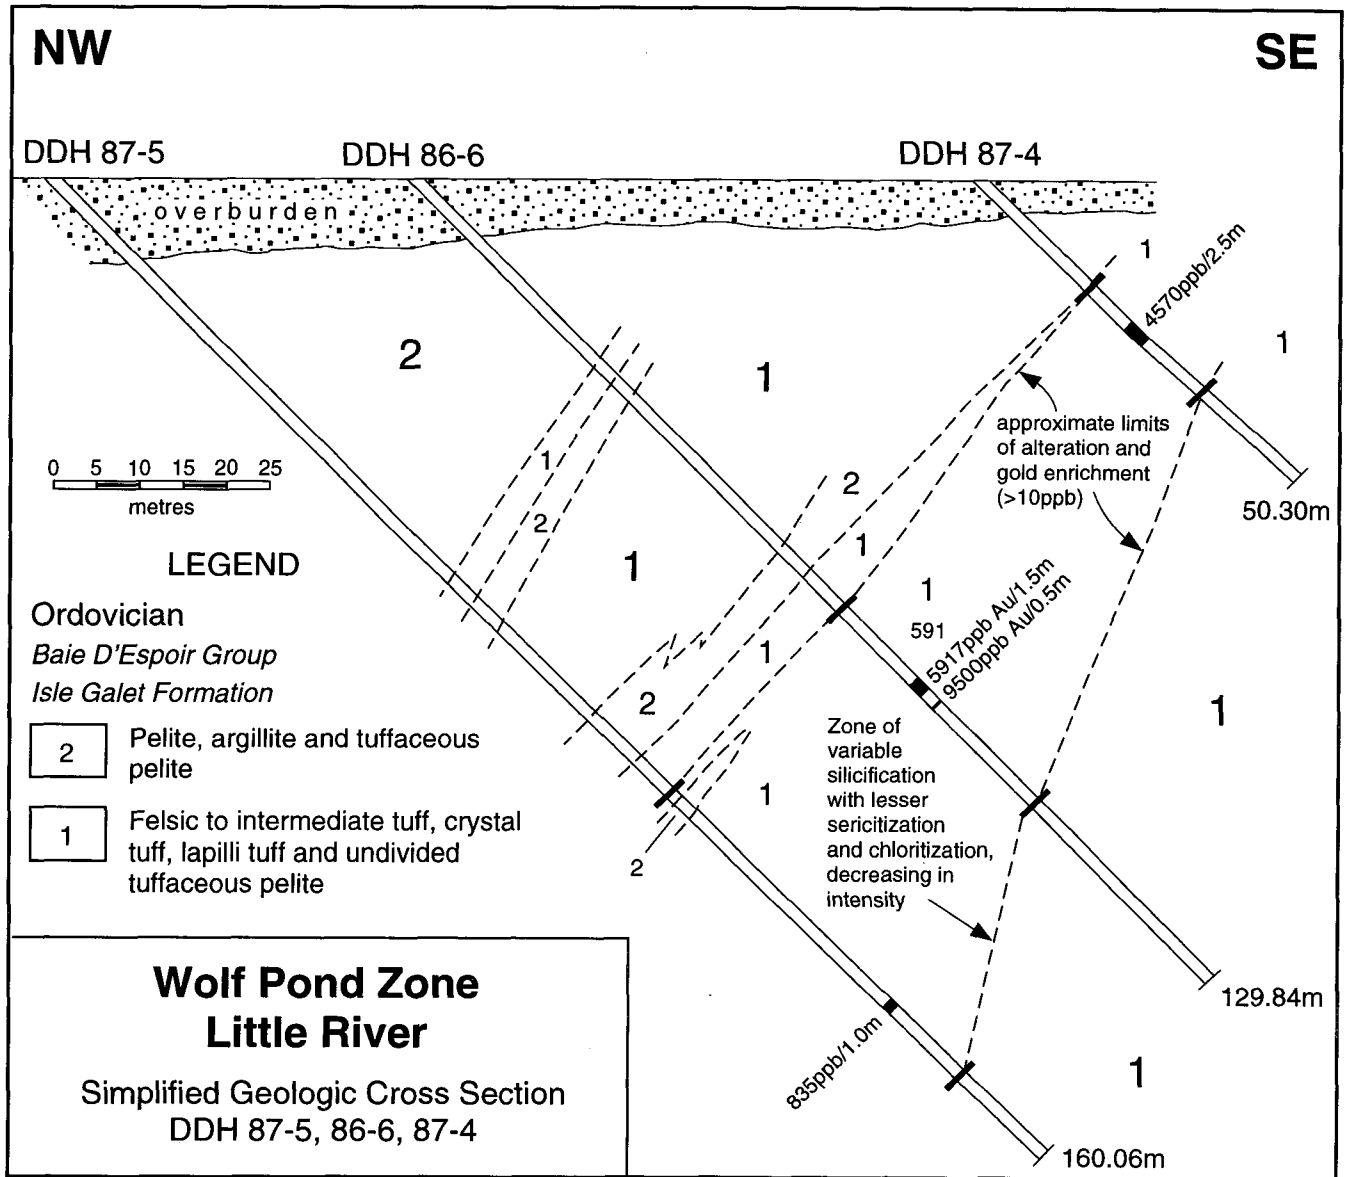 NW
SE
DDH 87-5
DDH 86-6
DDH 87-4
overburden
1
4570ppb/2.5m
1
2
1
approximate limits
of alteration and
gold enrichment
(>10ppb)
50.30m
0 5 10 15 20 25
metres
1
2
2
1
1
1
591
5917ppb Au/1.5m
9500ppb Au/0.5m
LEGEND
Ordovician
Baie D'Espoir Group
Isle Galet Formation
2 Pelite, argillite and tuffaceous
pelite
1 Felsic to intermediate tuff, crystal
tuff, lapilli tuff and undivided
tuffaceous pelite
1
2
1
1
2
Zone of
variable
silicification
with lesser
sericitization
and chloritization,
decreasing in
intensity
129.84m
835ppb/1.0m
1
160.06m
Wolf Pond Zone
Little River
Simplified Geologic Cross Section
DDH 87-5, 86-6, 87-4